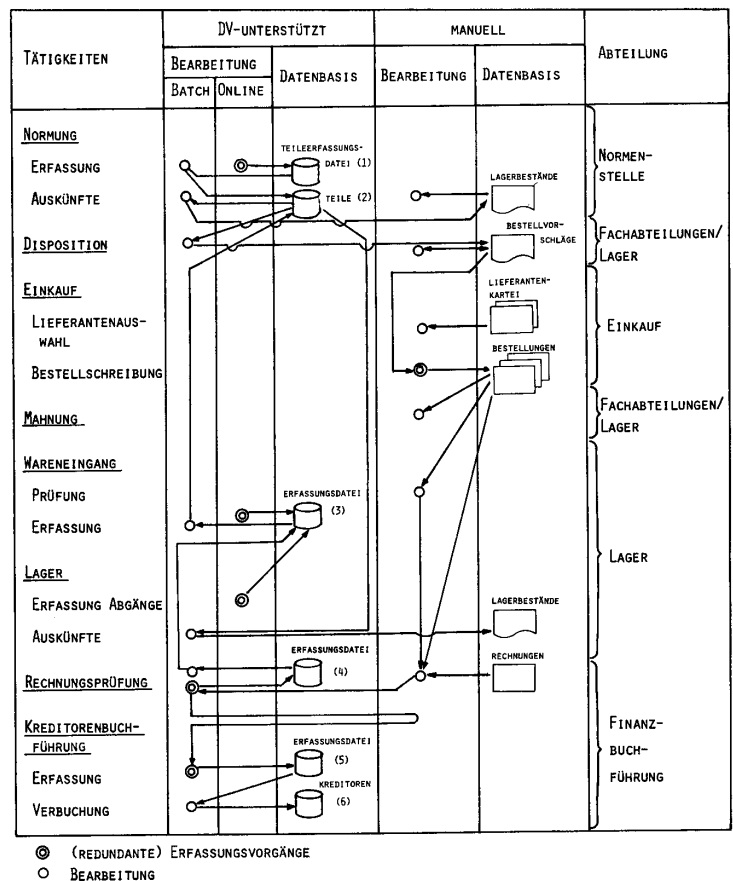 TÄTIGKEITEN
DV-UNTERSTÜTZT
MANUELL
ABTEILUNG
BEARBEITUNG
DATENBASIS
BEARBEITUNG
DATENBASIS
BATCH
ONLINE
NORMUNG
ERFASSUNG
AUSKÜNFTE
TEILEERFASSUNGS-
DATEI (1)
TEILE (2)
LAGERBESTÄNDE
NORMEN-
STELLE
DISPOSITION
BESTELLVOR-
SCHLÄGE
FACHABTEILUNGEN/
LAGER
EINKAUF
LIEFERANTENAUS-
WAHL
BESTELLSCHREIBUNG
LIEFERANTEN-
KARTEI
BESTELLUNGEN
EINKAUF
MAHNUNG
FACHABTEILUNGEN/
LAGER
WARENEINGANG
PRÜFUNG
ERFASSUNG
ERFASSUNGSDATEI
(3)
LAGER
LAGER
ERFASSUNG ABGÄNGE
AUSKÜNFTE
LAGERBESTÄNDE
RECHNUNGSPRÜFUNG
ERFASSUNGSDATEI
(4)
RECHNUNGEN
KREDITORENBUCH-
FÜHRUNG
ERFASSUNG
VERBUCHUNG
ERFASSUNGSDATEI
(5)
KREDITOREN
(6)
FINANZ-
BUCH-
FÜHRUNG
(REDUNDANTE) ERFASSUNGSVORGÄNGE
BEARBEITUNG